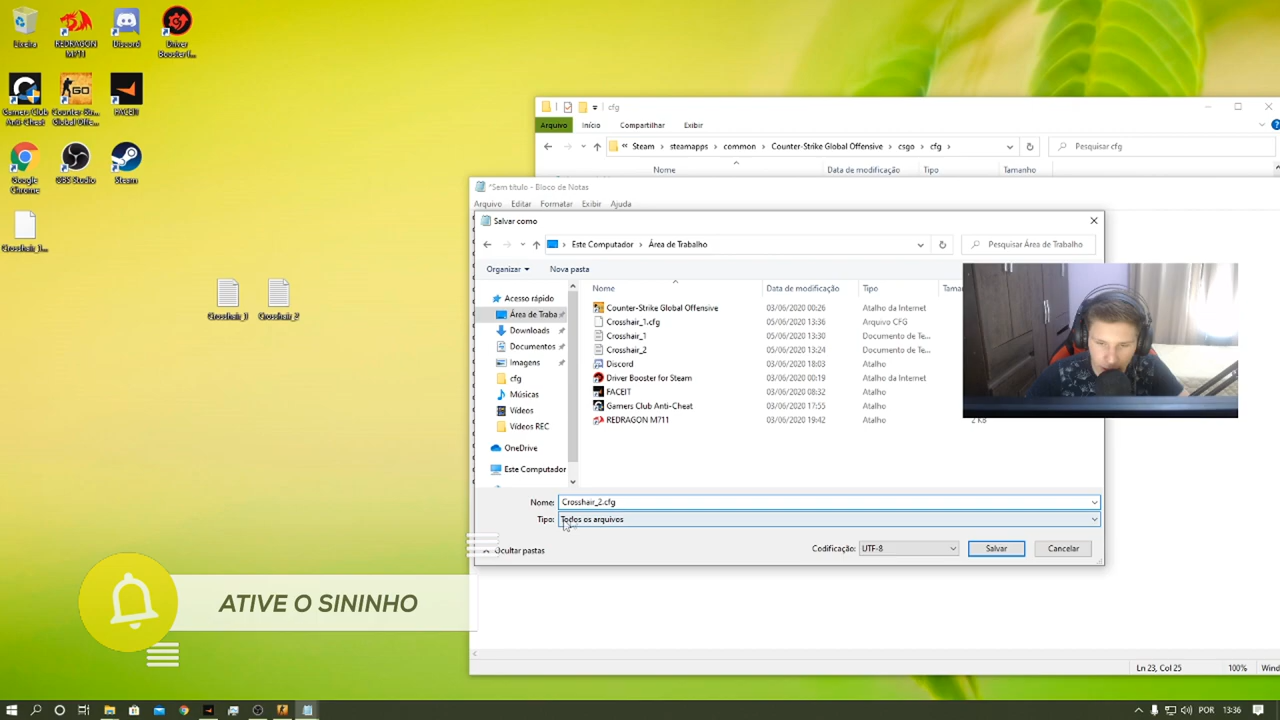 Lixeira
REDRAGON M711
Discord
Driver Booster f...
Gamers Club Anti-Cheat
Counter-Stri... Global Offe...
FACEIT
Google Chrome
OBS Studio
Steam
Crosshair_1...
Crosshair_1
Crosshair_2
cfg
Arquivo Início Compartilhar Exibir
« Steam > steamapps > common > Counter-Strike Global Offensive > csgo > cfg >
Pesquisar cfg
Nome Data de modificação Tipo Tamanho
*Sem título - Bloco de Notas
Arquivo Editar Formatar Exibir Ajuda
Salvar como
> Este Computador > Área de Trabalho
Pesquisar Área de Trabalho
Organizar Nova pasta
Nome Data de modificação Tipo Tamar
Acesso rápido
Área de Traba
Downloads
Documentos
Imagens
cfg
Músicas
Vídeos
Vídeos REC
OneDrive
Este Computador
Counter-Strike Global Offensive 03/06/2020 00:26 Atalho da Internet
Crosshair_1.cfg 05/06/2020 13:36 Arquivo CFG
Crosshair_1 05/06/2020 13:30 Documento de Te...
Crosshair_2 05/06/2020 13:24 Documento de Te...
Discord 03/06/2020 18:03 Atalho
Driver Booster for Steam 03/06/2020 00:19 Atalho da Internet
FACEIT 03/06/2020 08:32 Atalho
Gamers Club Anti-Cheat 03/06/2020 17:55 Atalho
REDRAGON M711 03/06/2020 19:42 Atalho 2 KB
Nome: Crosshair_2.cfg
Tipo: Todos os arquivos
Ocultar pastas
Codificação: UTF-8
Salvar
Cancelar
ATIVE O SININHO
Ln 23, Col 25 100% Wind
POR 13:36